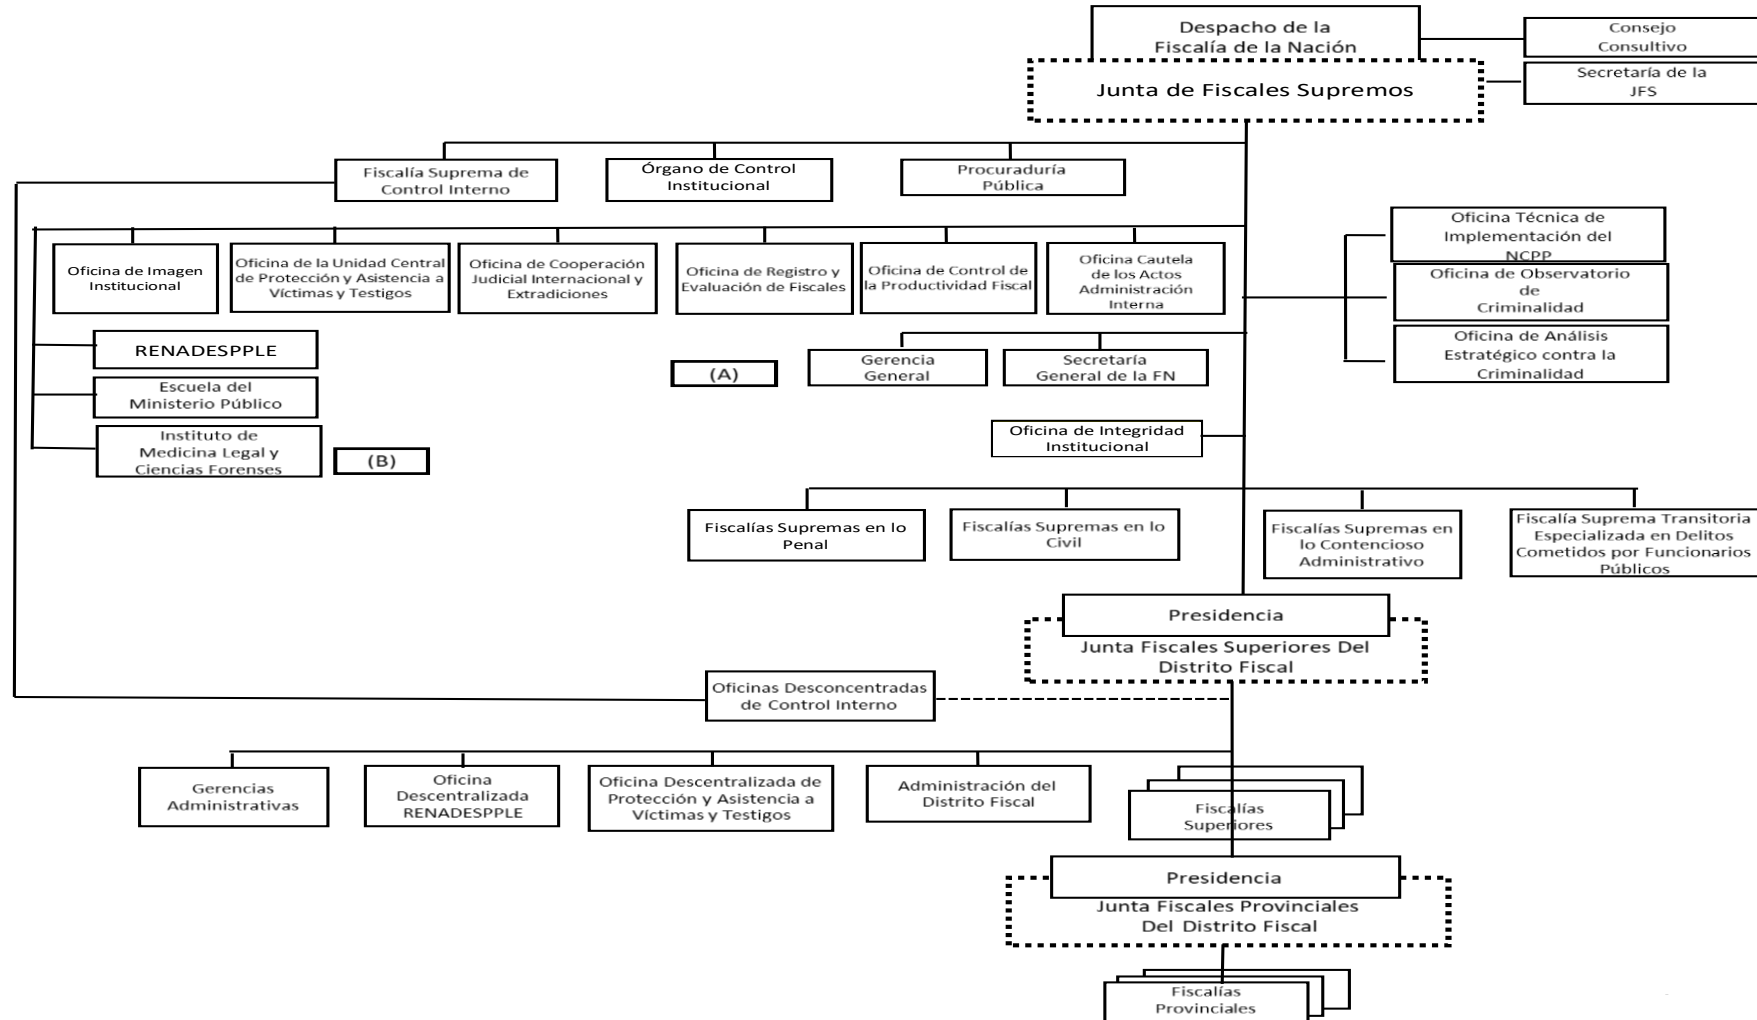 Despacho de la
Fiscalía de la Nación
Consejo
Consultivo
Junta de Fiscales Supremos
Secretaría de la
JFS
Fiscalía Suprema de
Control Interno
Órgano de Control
Institucional
Procuraduría
Pública
Oficina Técnica de
Implementación del
NCPP
Oficina de Imagen
Institucional
Oficina de la Unidad Central
de Protección y Asistencia a
Víctimas y Testigos
Oficina de Cooperación
Judicial Internacional y
Extradiciones
Oficina de Registro y
Evaluación de Fiscales
Oficina de Control de
la Productividad Fiscal
Oficina Cautela
de los Actos
Administración
Interna
Oficina de Observatorio
de
Criminalidad
Oficina de Análisis
Estratégico contra la
Criminalidad
RENADESPPLE
(A)
Gerencia
General
Secretaría
General de la FN
Escuela del
Ministerio Público
Instituto de
Medicina Legal y
Ciencias Forenses
(B)
Oficina de Integridad
Institucional
Fiscalías Supremas en lo
Penal
Fiscalías Supremas en lo
Civil
Fiscalías Supremas en
lo Contencioso
Administrativo
Fiscalía Suprema Transitoria
Especializada en Delitos
Cometidos por Funcionarios
Públicos
Presidencia
Junta Fiscales Superiores Del
Distrito Fiscal
Oficinas Desconcentradas
de Control Interno
Gerencias
Administrativas
Oficina
Descentralizada
RENADESPPLE
Oficina Descentralizada de
Protección y Asistencia a
Víctimas y Testigos
Administración del
Distrito Fiscal
Fiscalías
Superiores
Presidencia
Junta Fiscales Provinciales
Del Distrito Fiscal
Fiscalías
Provinciales